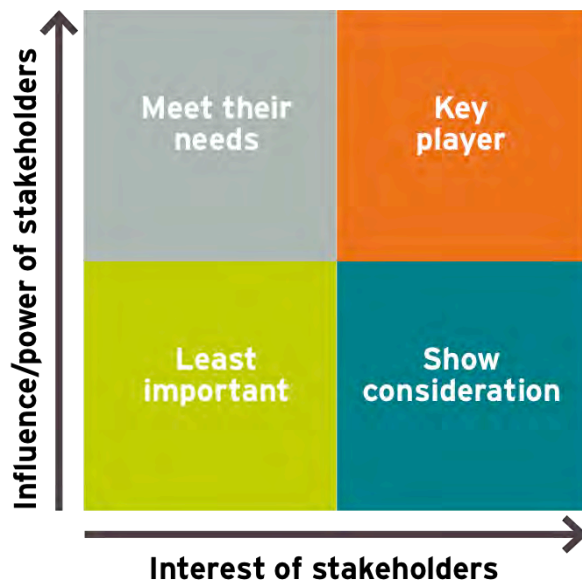 Influence/power of stakeholders
Meet their
needs
Key
player
Least
important
Show
consideration
Interest of stakeholders